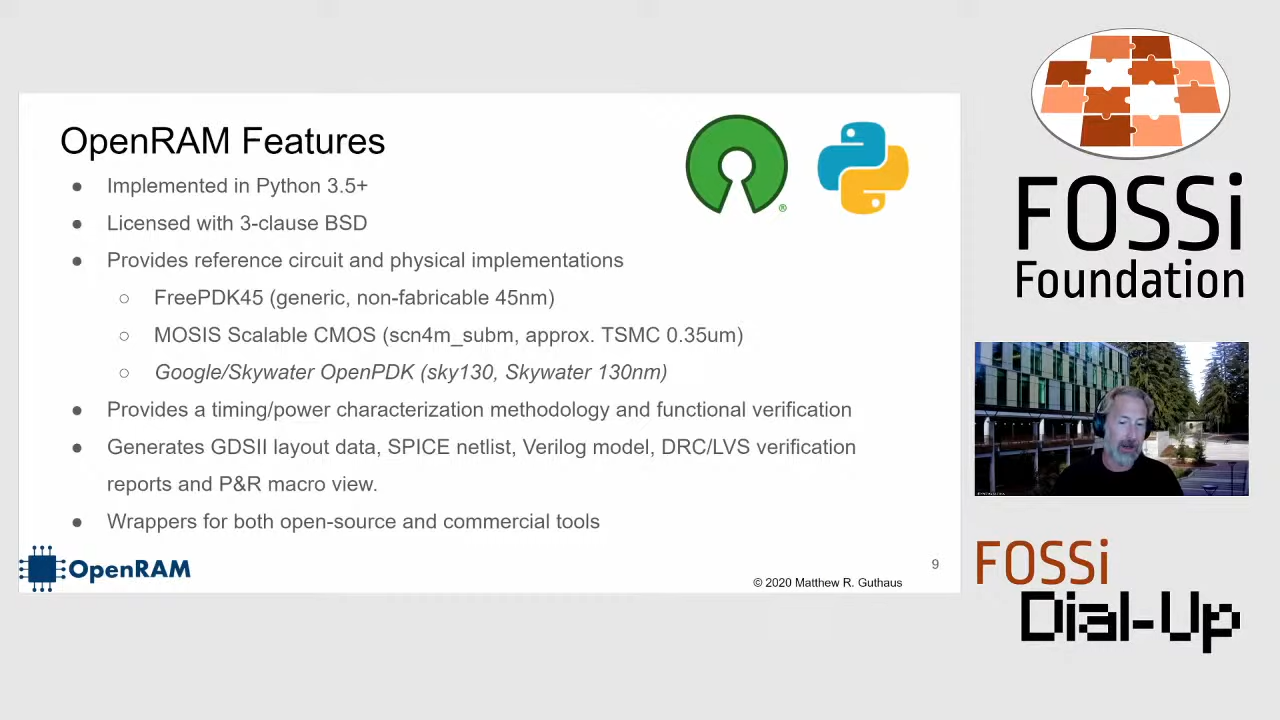 OpenRAM Features
● Implemented in Python 3.5+
● Licensed with 3-clause BSD
● Provides reference circuit and physical implementations
○ FreePDK45 (generic, non-fabricable 45nm)
○ MOSIS Scalable CMOS (scn4m_subm, approx. TSMC 0.35um)
○ Google/Skywater OpenPDK (sky130, Skywater 130nm)
● Provides a timing/power characterization methodology and functional verification
● Generates GDSII layout data, SPICE netlist, Verilog model, DRC/LVS verification
reports and P&R macro view.
● Wrappers for both open-source and commercial tools
OpenRAM
9
© 2020 Matthew R. Guthaus
®
FOSSi
Foundation
FOSSi
Dial-Up